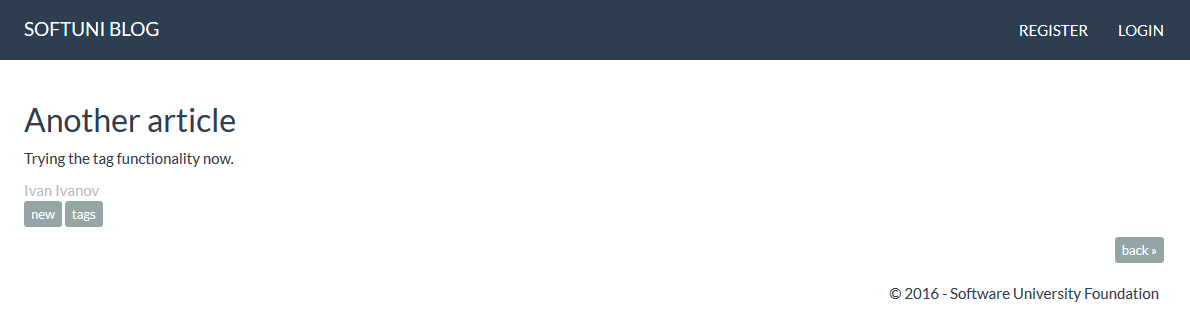 SOFTUNI BLOG REGISTER LOGIN
Another article
Trying the tag functionality now.
Ivan Ivanov
new tags
back »
© 2016 - Software University Foundation